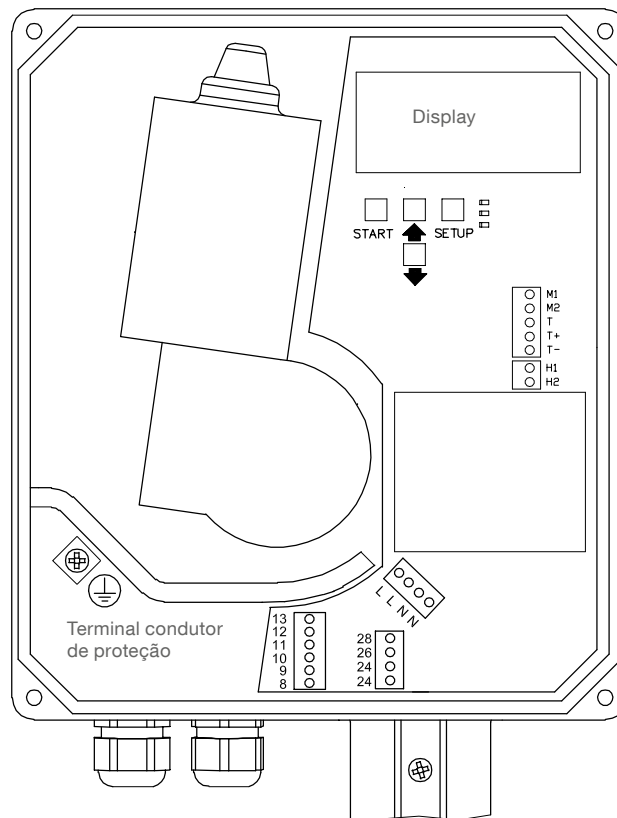 Display
START
SETUP
M1
M2
T
T+
T-
H1
H2
L L N N
Terminal condutor
de proteção
13
12
11
10
9
8
28
26
24
24